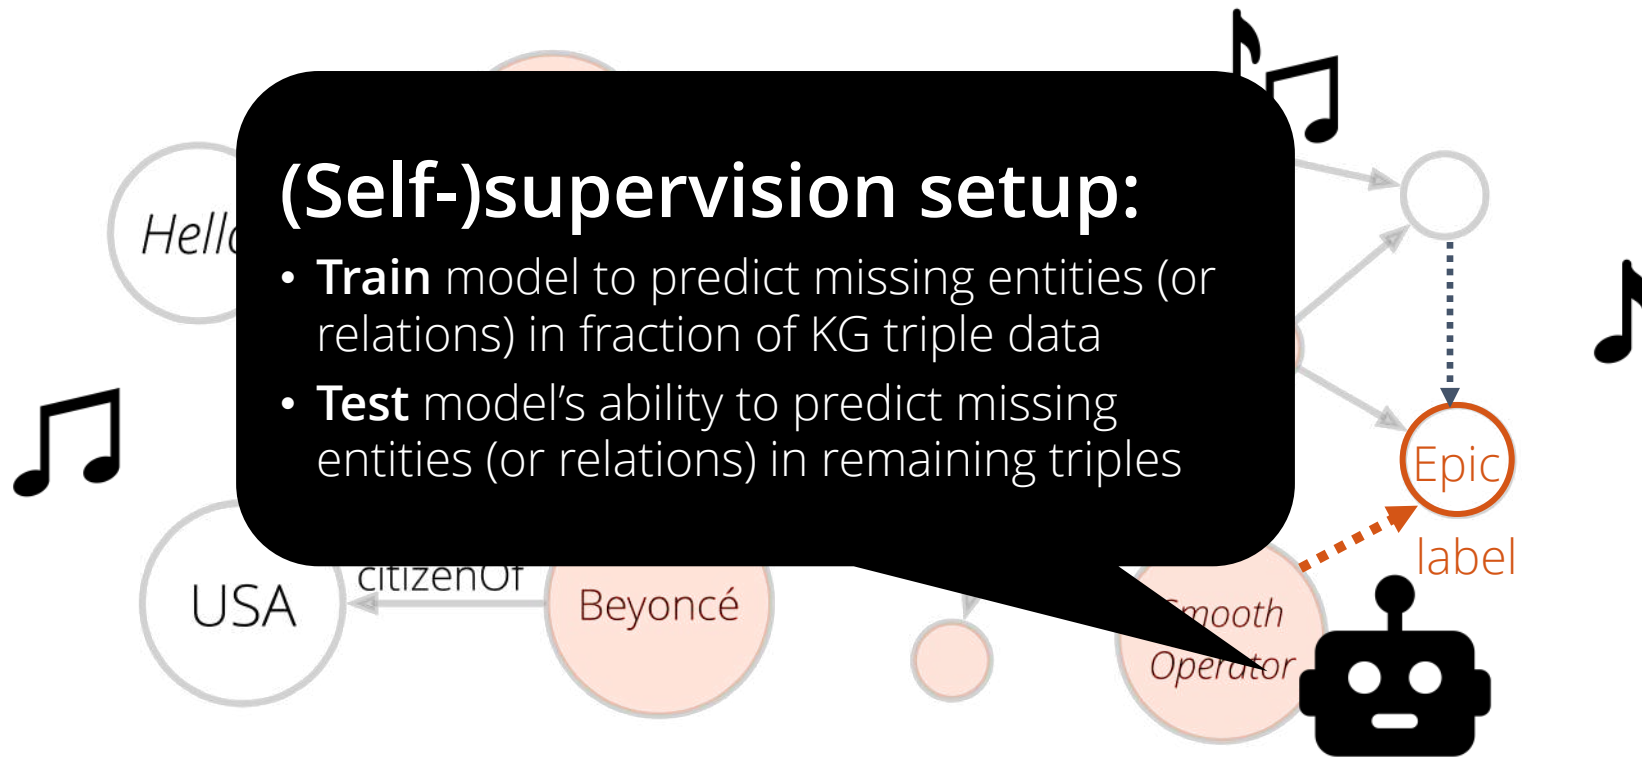 (Self-)supervision setup:
• Train model to predict missing entities (or
relations) in fraction of KG triple data
• Test model’s ability to predict missing
entities (or relations) in remaining triples
Epic
label
USA
citizenOf
Beyoncé
Smooth
Operator